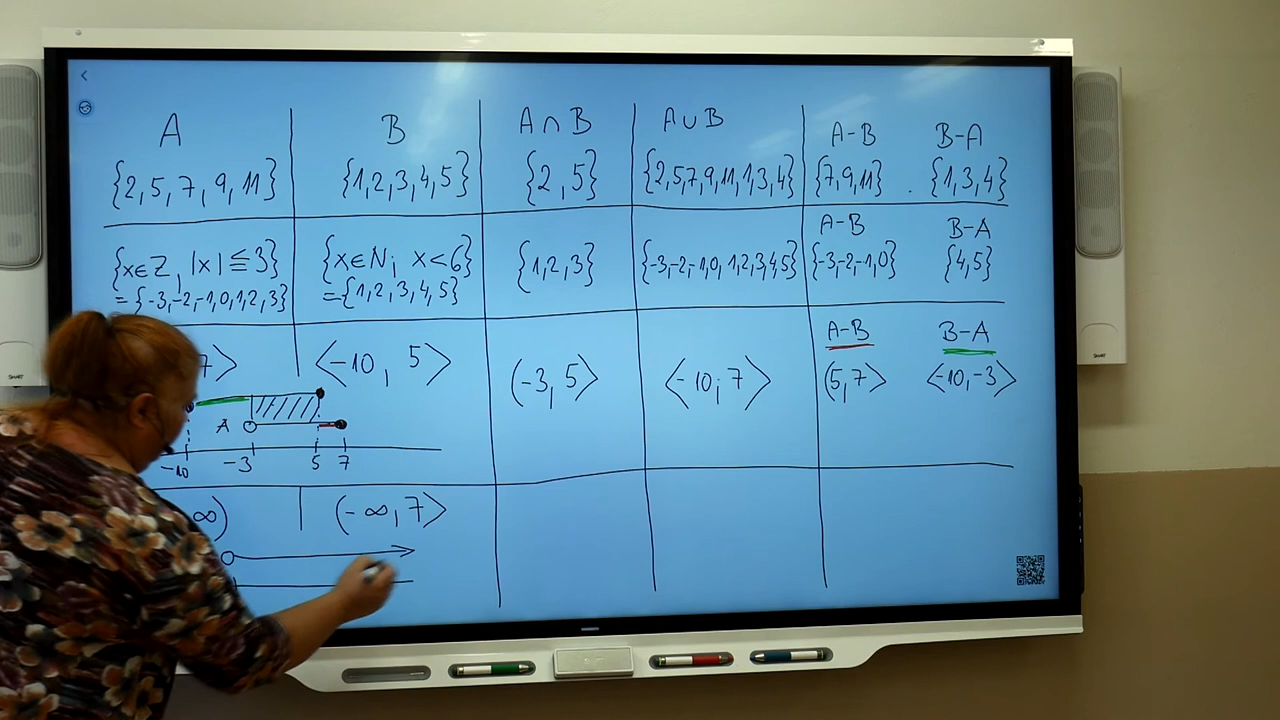 A B A∩B A∪B A-B B-A
{2, 5, 7, 9, 11} {1, 2, 3, 4, 5} {2, 5} {2,5,7,9,11,1,3,4} {7,9,11} {1,3,4}
A-B B-A
{x∈Z, |x| ≦ 3} {x∈N; x<6} {1,2,3} {-3,-2,-1,0,1,2,3,4,5} {-3,-2,-1,0} {4,5}
= {-3,-2,-1,0,1,2,3} = {1,2,3,4,5}
A-B B-A
7⟩ ⟨-10, 5⟩ (-3, 5⟩ ⟨-10; 7⟩ (5,7⟩ ⟨-10,-3⟩
A
-10 -3 5 7
∞) (-∞, 7⟩